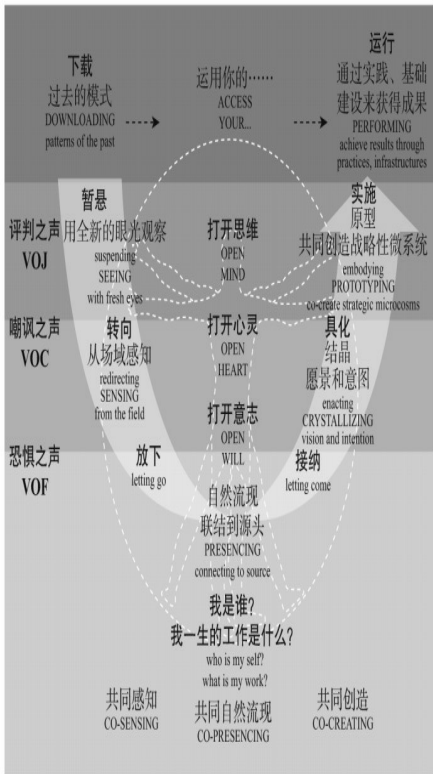 下载
过去的模式
DOWNLOADING
patterns of the past
运用你的……
ACCESS
YOUR...
运行
通过实践、基础
建设来获得成果
PERFORMING
achieve results through
practices, infrastructures
评判之声
VOJ
暂悬
用全新的眼光观察
suspending
SEEING
with fresh eyes
打开思维
OPEN
MIND
实施
原型
共同创造战略性微系统
embodying
PROTOTYPING
co-create strategic microcosms
嘲讽之声
VOC
转向
从场域感知
redirecting
SENSING
from the field
打开心灵
OPEN
HEART
具化
结晶
愿景和意图
enacting
CRYSTALLIZING
vision and intention
打开意志
OPEN
WILL
恐惧之声
VOF
放下
letting go
接纳
letting come
自然流现
联结到源头
PRESENCING
connecting to source
我是谁?
我一生的工作是什么?
who is my self?
what is my work?
共同感知
CO-SENSING
共同自然流现
CO-PRESENCING
共同创造
CO-CREATING